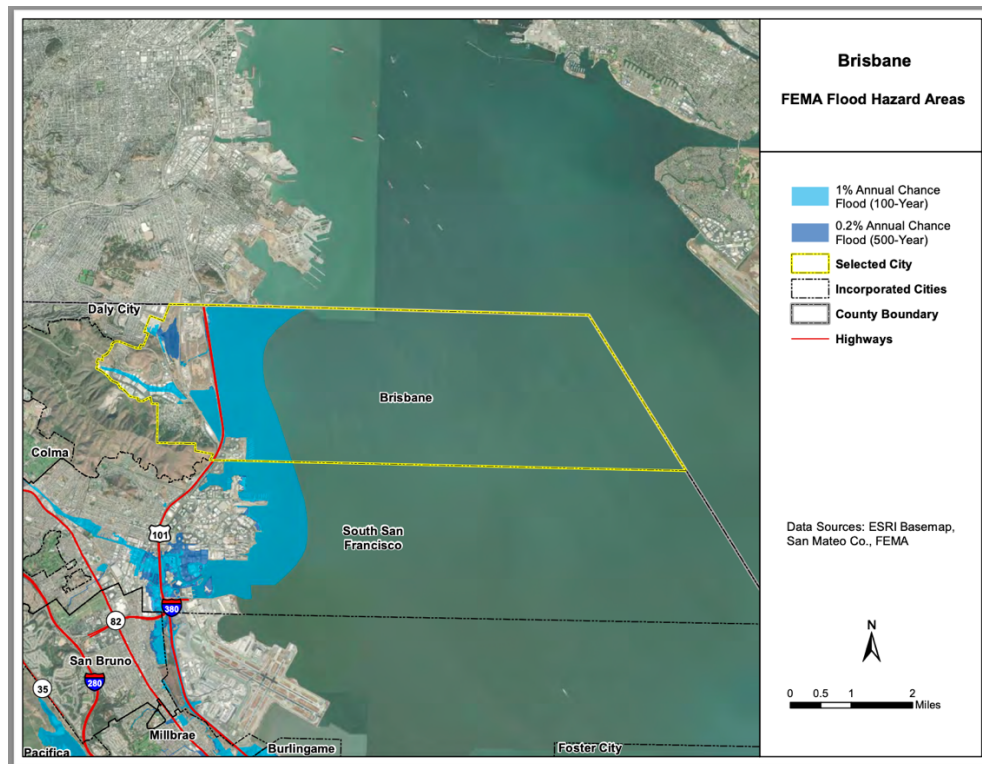 Brisbane
FEMA Flood Hazard Areas
1% Annual Chance
Flood (100-Year)
0.2% Annual Chance
Flood (500-Year)
Selected City
Incorporated Cities
County Boundary
Highways
Data Sources: ESRI Basemap,
San Mateo Co., FEMA
N
0 0.5 1 2
Miles
Daly City
Brisbane
Colma
South San
Francisco
101
380
82
San Bruno
280
35
Millbrae
Pacifica
Burlingame
Foster City